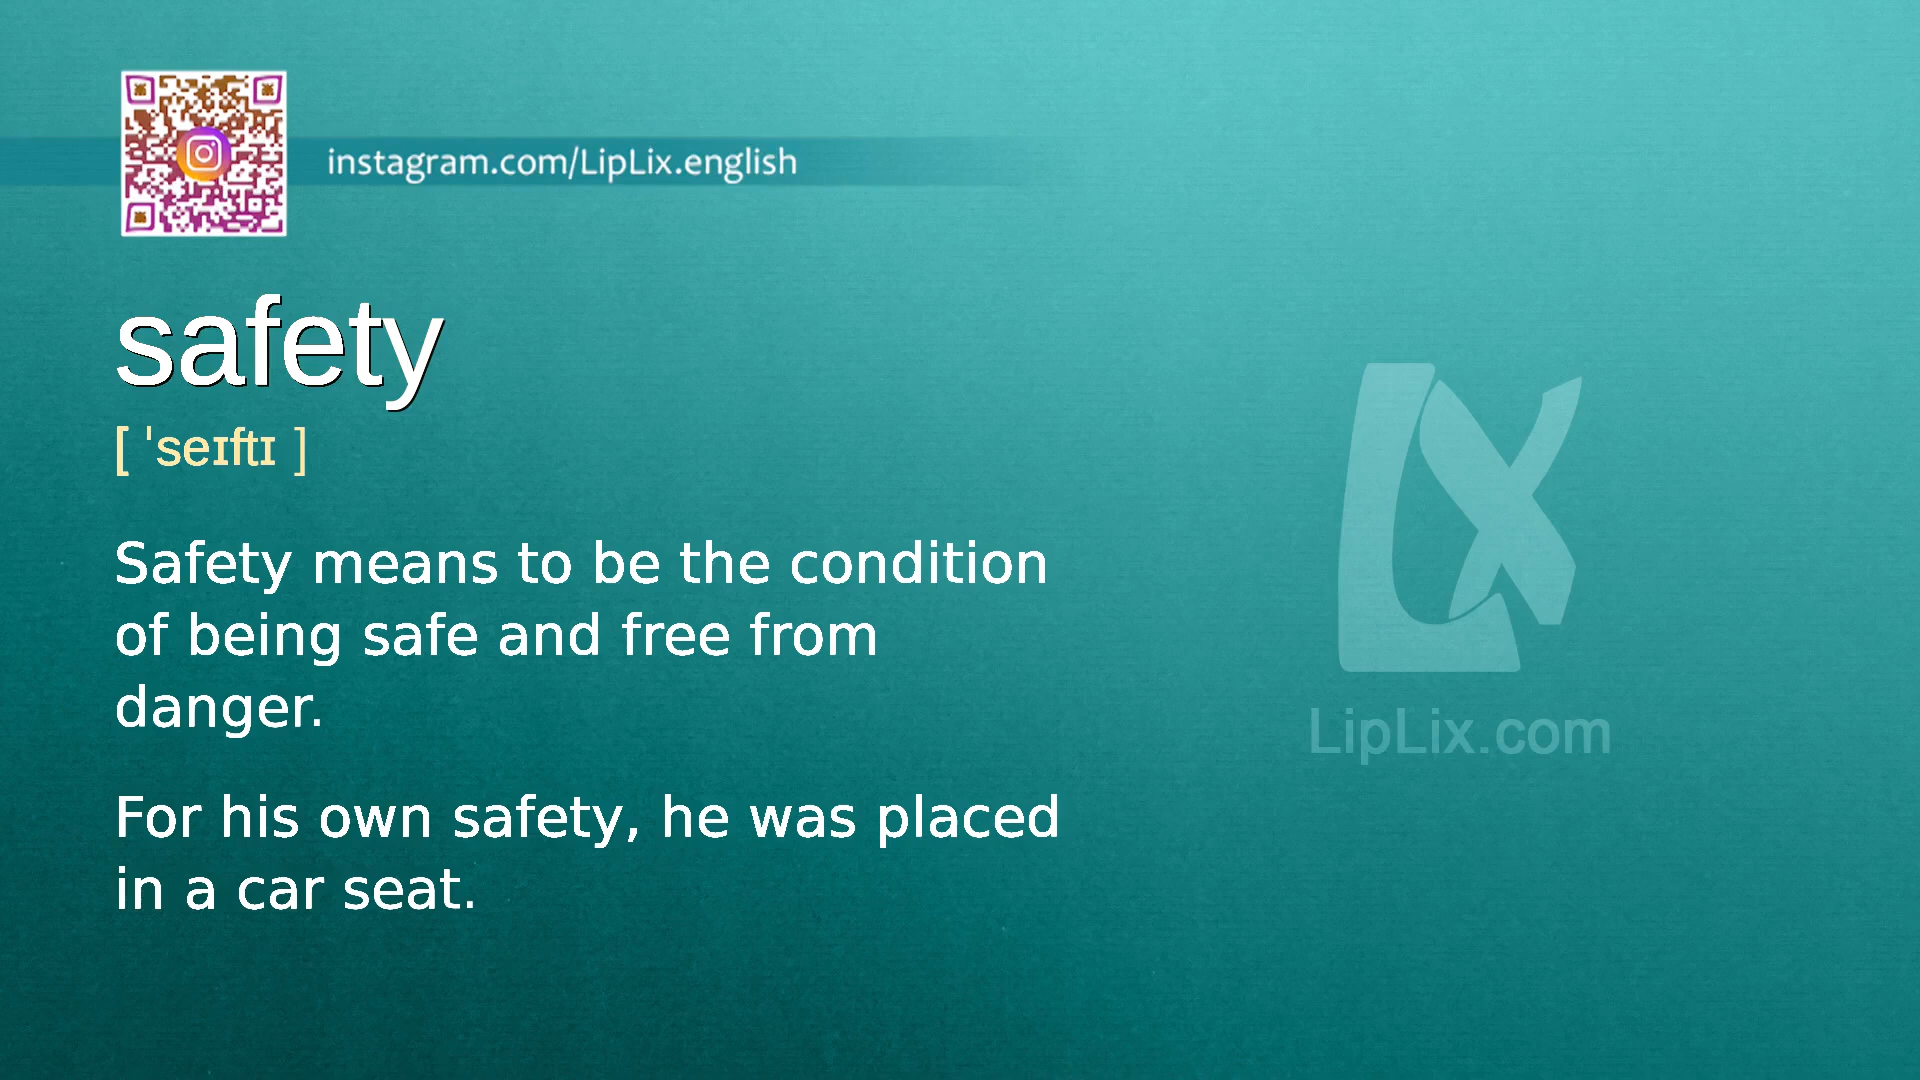 instagram.com/LipLix.english
safety
[ ˈseɪftɪ ]
Safety means to be the condition
of being safe and free from
danger.
For his own safety, he was placed
in a car seat.
LX
LipLix.com